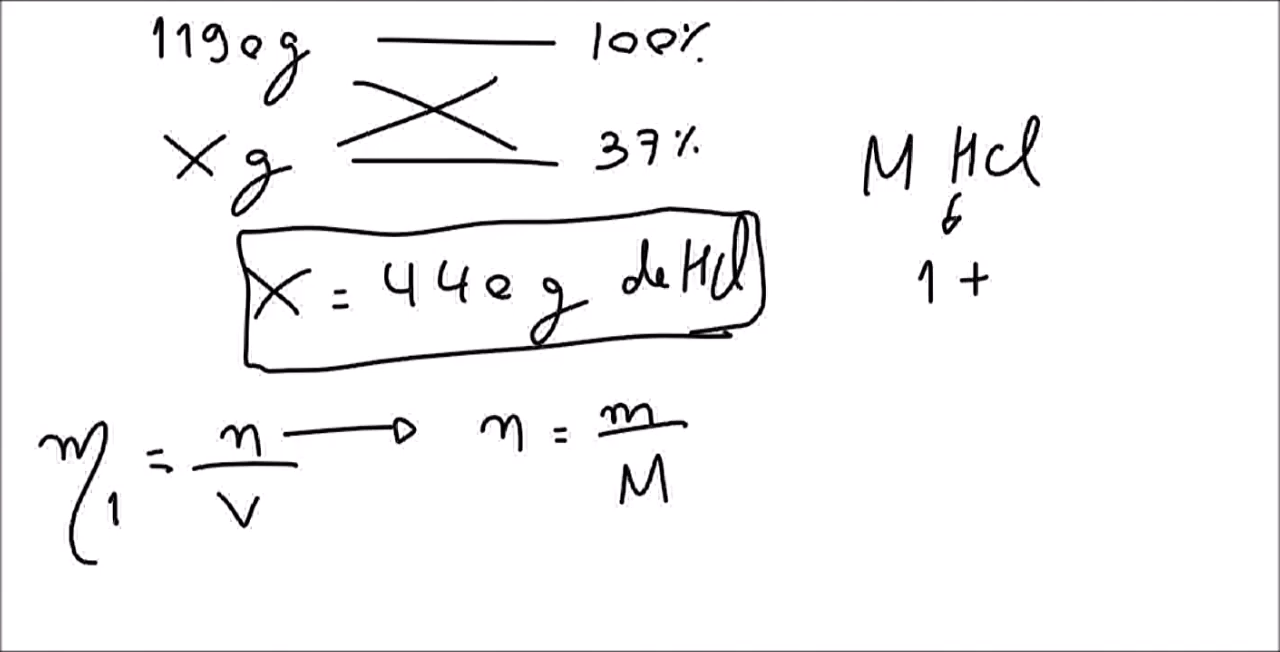 1190g 100%
X g 37%
X = 440 g de HCl
M HCl
1 +
m1 = n/V → n = m/M